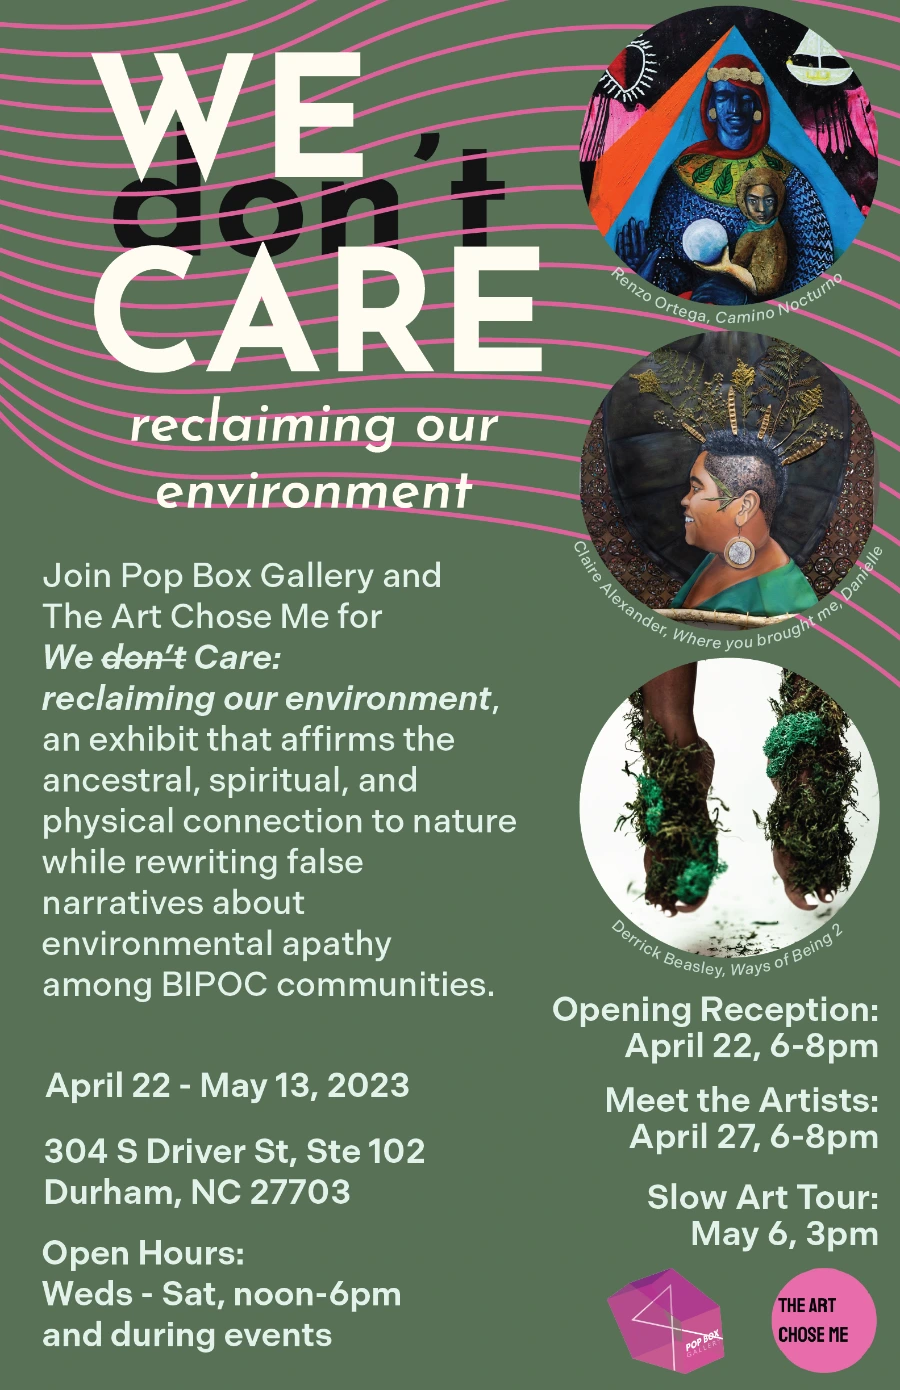 WE
don't
CARE
reclaiming our
environment
Renzo Ortega, Camino Nocturno
Claire Alexander, Where you brought me, Danielle
Derrick Beasley, Ways of Being 2
Join Pop Box Gallery and
The Art Chose Me for
We don't Care:
reclaiming our environment,
an exhibit that affirms the
ancestral, spiritual, and
physical connection to nature
while rewriting false
narratives about
environmental apathy
among BIPOC communities.
April 22 - May 13, 2023
304 S Driver St, Ste 102
Durham, NC 27703
Open Hours:
Weds - Sat, noon-6pm
and during events
Opening Reception:
April 22, 6-8pm
Meet the Artists:
April 27, 6-8pm
Slow Art Tour:
May 6, 3pm
POP BOX
GALLERY
THE ART
CHOSE ME